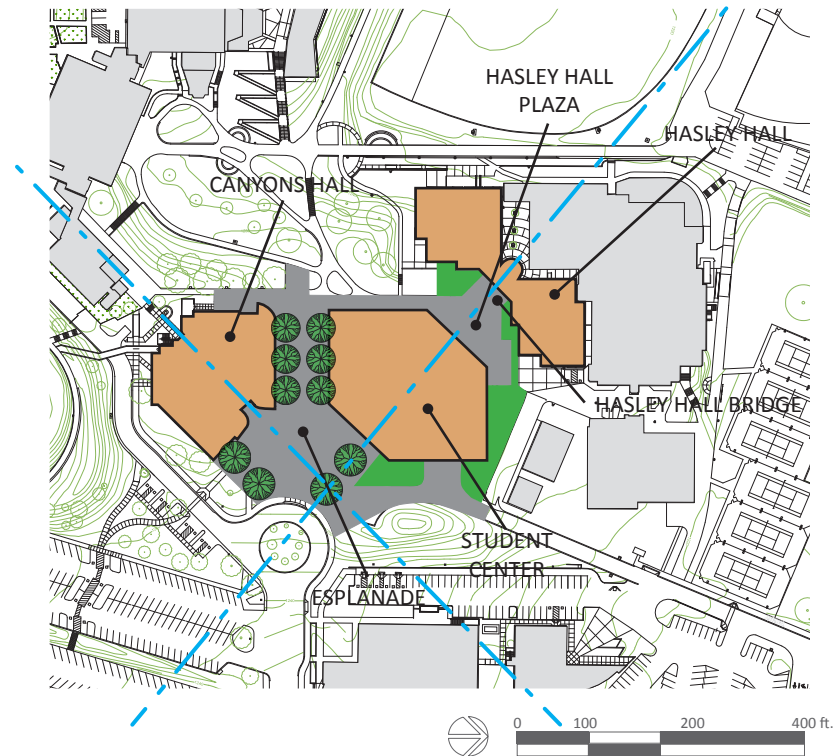 HASLEY HALL
PLAZA
HASLEY HALL
CANYONS HALL
HASLEY HALL BRIDGE
STUDENT
CENTER
ESPLANADE
0 100 200 400 ft.